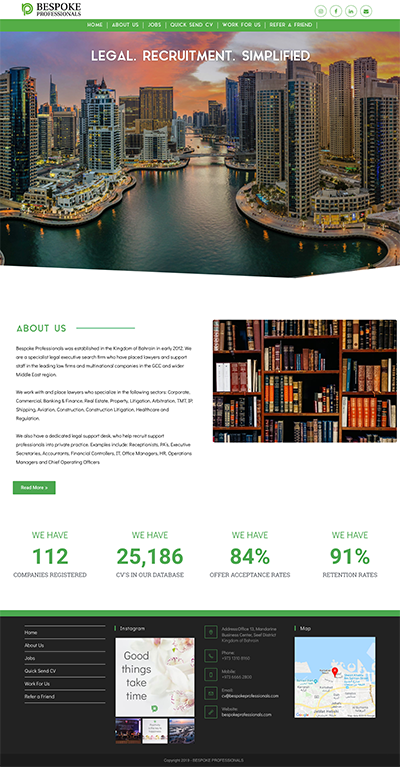 BESPOKE
PROFESSIONALS
HOME | ABOUT US | JOBS | QUICK SEND CV | WORK FOR US | REFER A FRIEND |
LEGAL. RECRUITMENT. SIMPLIFIED
ABOUT US
Bespoke Professionals was established in the Kingdom of Bahrain in early 2012. We
are a specialist legal executive search firm who have placed lawyers and support
staff in the leading law firms and multinational companies in the GCC and wider
Middle East region.
We work with and place lawyers who specialize in the following sectors: Corporate,
Commercial, Banking & Finance, Real Estate, Property, Litigation, Arbitration, TMT, IP,
Shipping, Aviation, Construction, Construction Litigation, Healthcare and
Regulation.
We also have a dedicated legal support desk, who help recruit support
professionals into private practice. Examples include: Receptionists, PA's, Executive
Secretaries, Accountants, Financial Controllers, IT, Office Managers, HR, Operations
Managers and Chief Operating Officers
Read More »
WE HAVE
112
COMPANIES REGISTERED
WE HAVE
25,186
CV'S IN OUR DATABASE
WE HAVE
84%
OFFER ACCEPTANCE RATES
WE HAVE
91%
RETENTION RATES
Home
About Us
Jobs
Quick Send CV
Work For Us
Refer a Friend
Instagram
Good
things
take
time
Address:Office 15, Mandarine
Business Center, Seef District
Kingdom of Bahrain
Phone:
Mobile:
Email:
cv@bespokeprofessionals.com
Website:
bespokeprofessionals.com
Map
Copyright 2019 - BESPOKE PROFESSIONALS